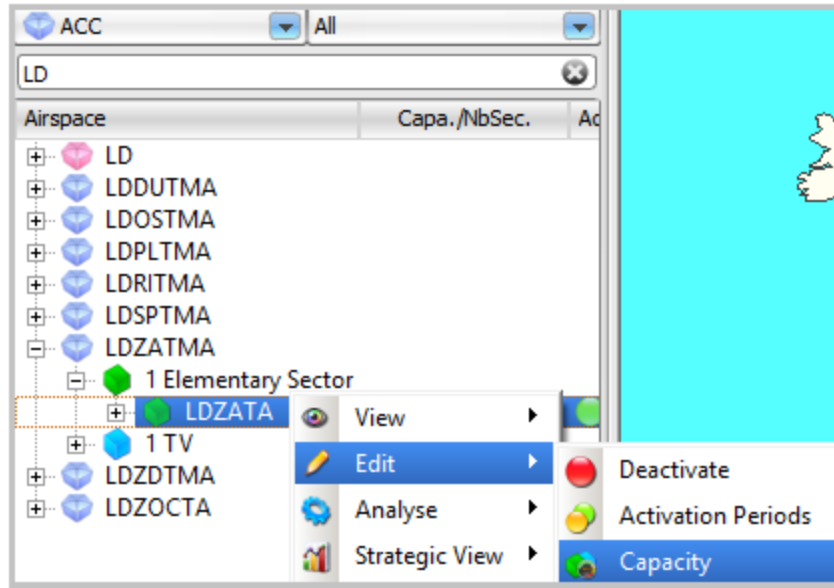 ACC All
LD
Airspace Capa./NbSec.
LD
LDDUTMA
LDOSTMA
LDPLTMA
LDRITMA
LDSPTMA
LDZATMA
1 Elementary Sector
LDZATA
View
1 TV
Edit
Deactivate
LDZDTMA
LDZOCTA
Analyse
Activation Periods
Strategic View
Capacity